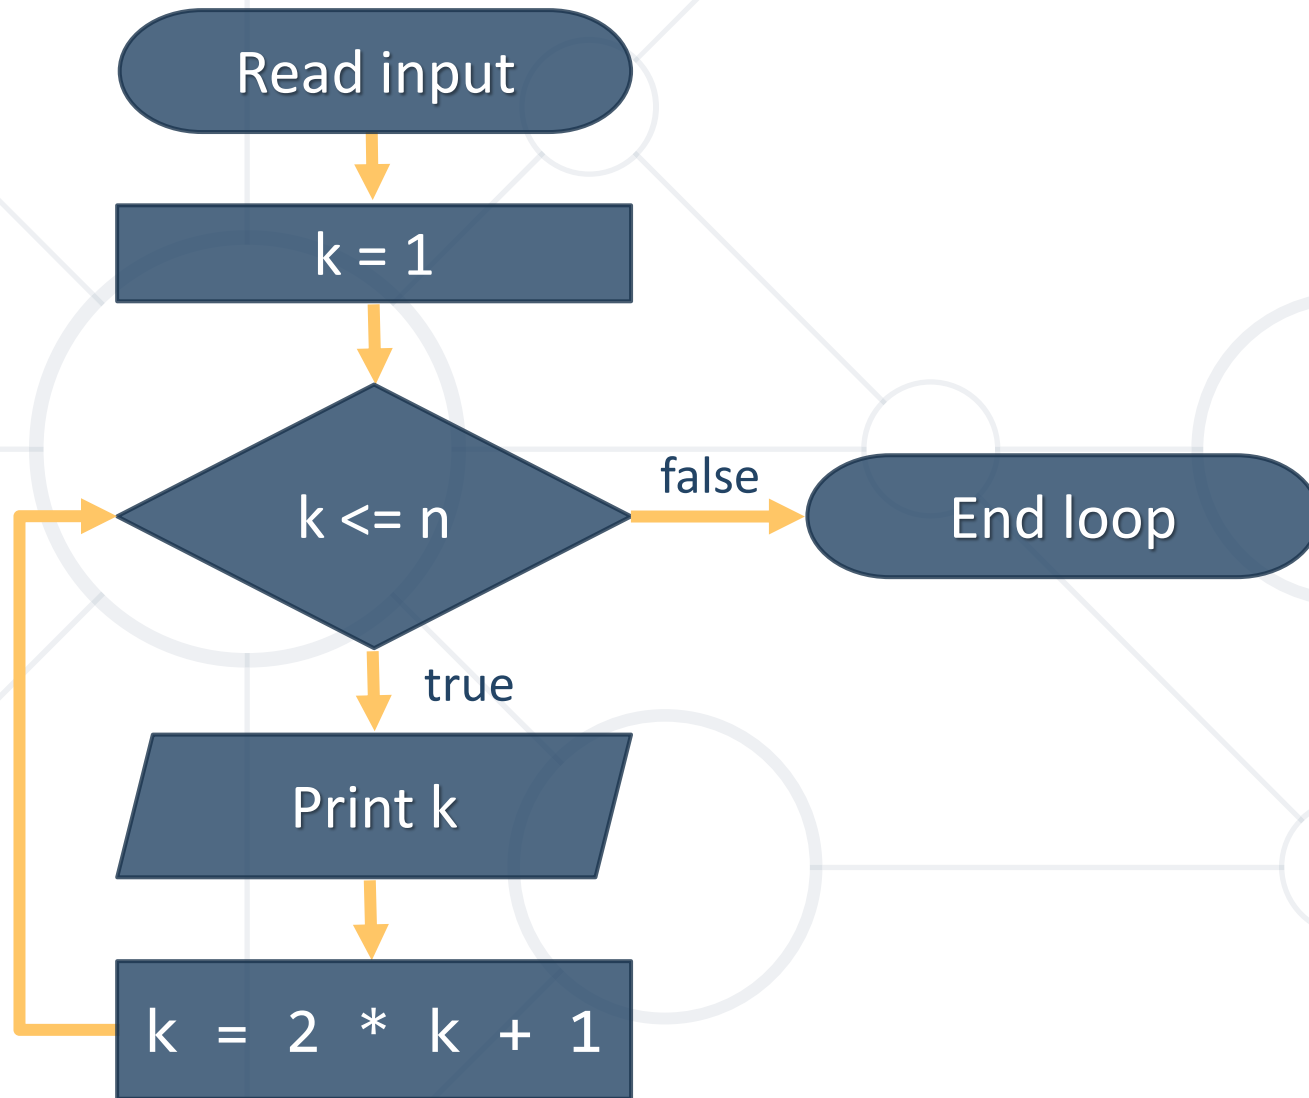 Read input
k = 1
k <= n
false
End loop
true
Print k
k = 2 * k + 1